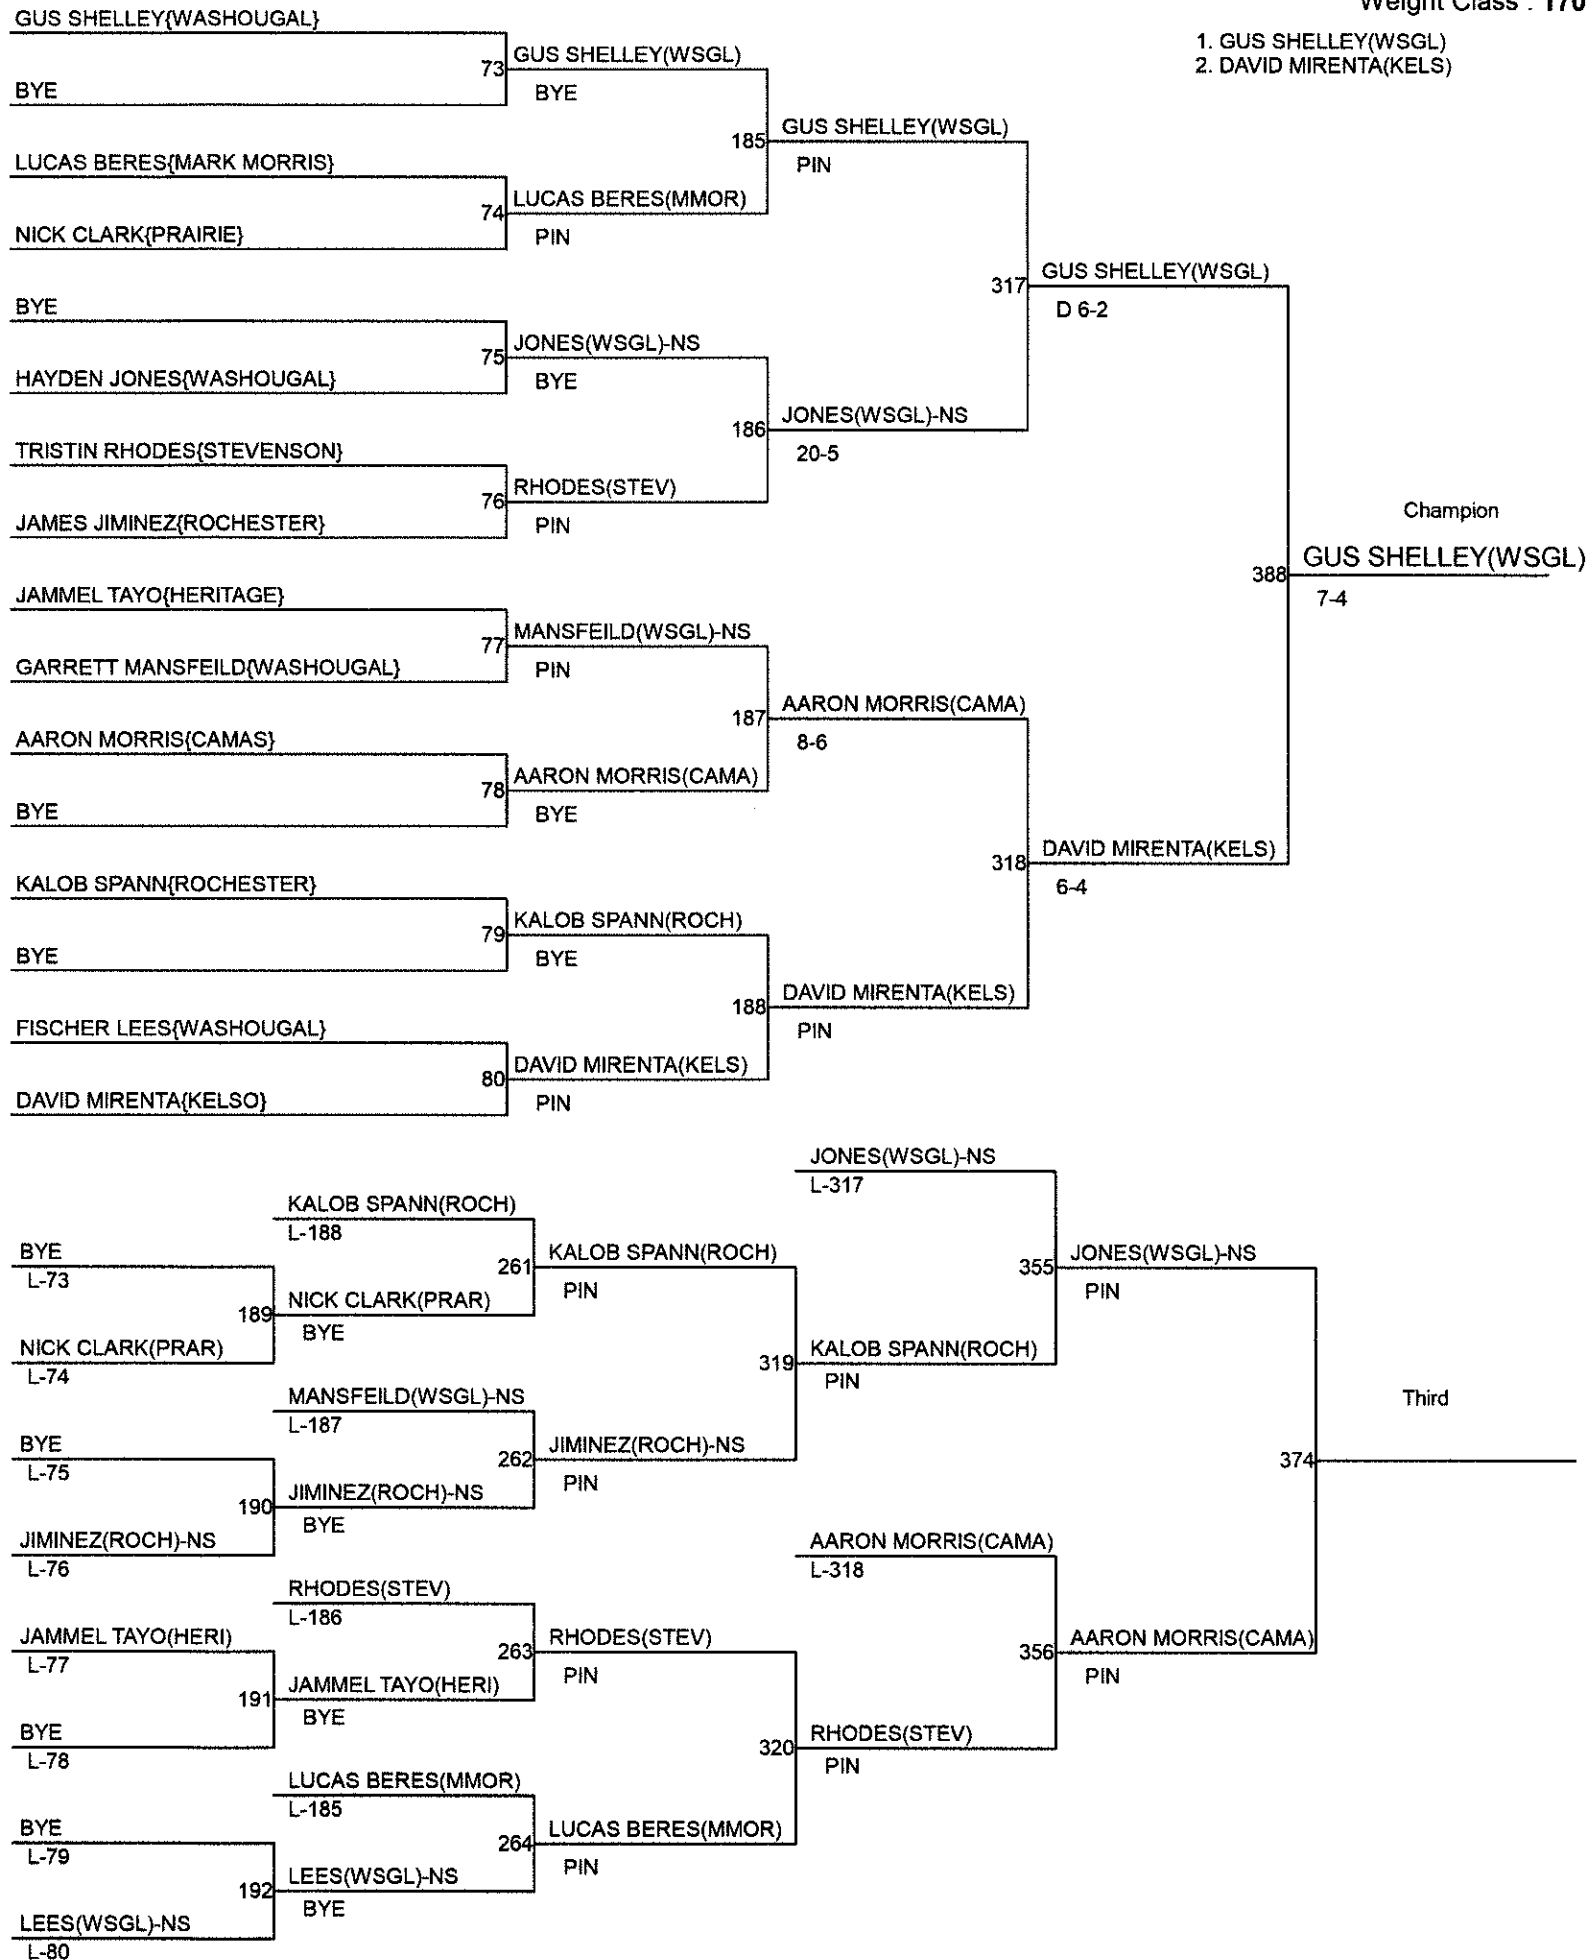 Weight Class : 170
1. GUS SHELLEY(WSGL)
2. DAVID MIRENTA(KELS)
GUS SHELLEY{WASHOUGAL}
73
GUS SHELLEY(WSGL)
BYE
BYE
185
GUS SHELLEY(WSGL)
PIN
LUCAS BERES{MARK MORRIS}
74
LUCAS BERES(MMOR)
PIN
NICK CLARK{PRAIRIE}
317
GUS SHELLEY(WSGL)
D 6-2
BYE
75
JONES(WSGL)-NS
BYE
HAYDEN JONES{WASHOUGAL}
186
JONES(WSGL)-NS
20-5
TRISTIN RHODES{STEVENSON}
76
RHODES(STEV)
PIN
JAMES JIMINEZ{ROCHESTER}
Champion
388
GUS SHELLEY(WSGL)
7-4
JAMMEL TAYO{HERITAGE}
77
MANSFEILD(WSGL)-NS
PIN
GARRETT MANSFEILD{WASHOUGAL}
187
AARON MORRIS(CAMA)
8-6
AARON MORRIS{CAMAS}
78
AARON MORRIS(CAMA)
BYE
BYE
318
DAVID MIRENTA(KELS)
6-4
KALOB SPANN{ROCHESTER}
79
KALOB SPANN(ROCH)
BYE
BYE
188
DAVID MIRENTA(KELS)
PIN
FISCHER LEES{WASHOUGAL}
80
DAVID MIRENTA(KELS)
PIN
DAVID MIRENTA{KELSO}
JONES(WSGL)-NS
L-317
KALOB SPANN(ROCH)
L-188
BYE
L-73
261
KALOB SPANN(ROCH)
PIN
355
JONES(WSGL)-NS
PIN
189
NICK CLARK(PRAR)
BYE
NICK CLARK(PRAR)
L-74
319
KALOB SPANN(ROCH)
PIN
MANSFEILD(WSGL)-NS
L-187
Third
BYE
L-75
262
JIMINEZ(ROCH)-NS
PIN
374
190
JIMINEZ(ROCH)-NS
BYE
JIMINEZ(ROCH)-NS
L-76
AARON MORRIS(CAMA)
L-318
RHODES(STEV)
L-186
JAMMEL TAYO(HERI)
L-77
263
RHODES(STEV)
PIN
356
AARON MORRIS(CAMA)
PIN
191
JAMMEL TAYO(HERI)
BYE
BYE
L-78
320
RHODES(STEV)
PIN
LUCAS BERES(MMOR)
L-185
BYE
L-79
264
LUCAS BERES(MMOR)
PIN
192
LEES(WSGL)-NS
BYE
LEES(WSGL)-NS
L-80